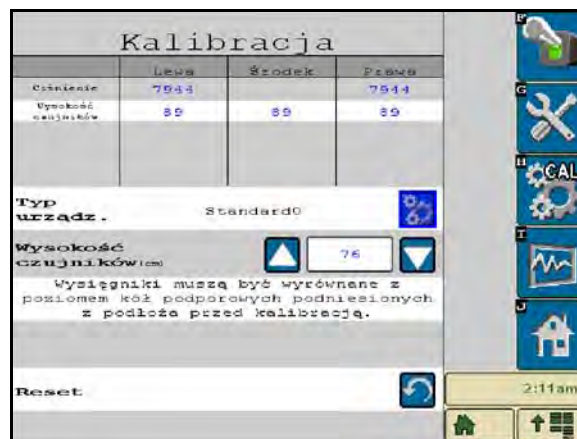 Kalibracja
Lewa Środek Prawa
Ciśnienie 7944 7944
Wysokość
czujników 89 89 89
Typ
urządz. Standard0
Wysokość
czujników(cm) 76
Wysięgniki muszą być wyrównane z
poziomem kół podporowych podniesionych
z podłoża przed kalibracją.
Reset
F
G
H
CAL
I
J
2:11am